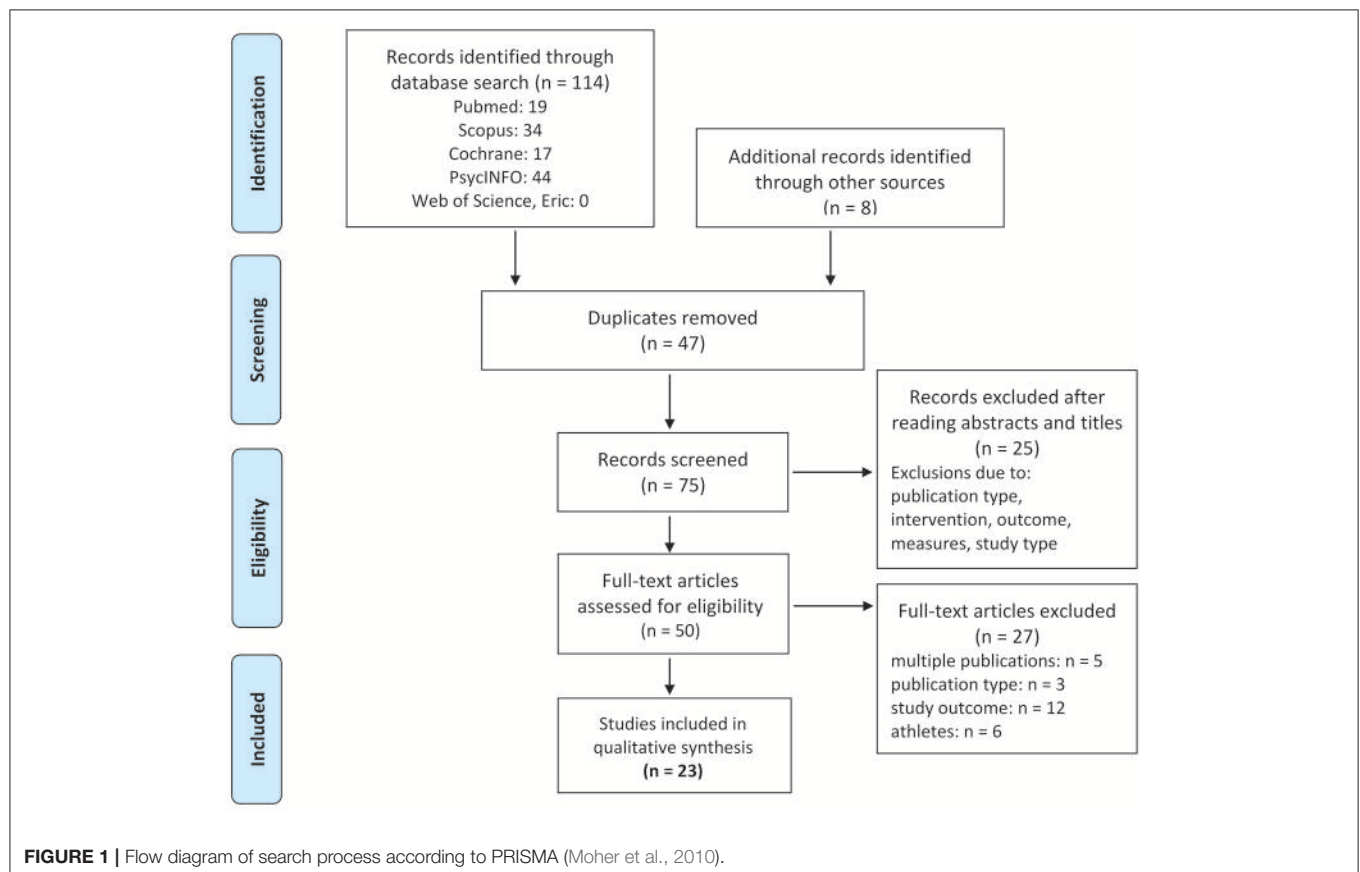 Identification
Records identified through
database search (n = 114)
Pubmed: 19
Scopus: 34
Cochrane: 17
PsycINFO: 44
Web of Science, Eric: 0
Additional records identified
through other sources
(n = 8)
Screening
Duplicates removed
(n = 47)
Records screened
(n = 75)
Records excluded after
reading abstracts and titles
(n = 25)
Exclusions due to:
publication type,
intervention, outcome,
measures, study type
Eligibility
Full-text articles
assessed for eligibility
(n = 50)
Full-text articles excluded
(n = 27)
multiple publications: n = 5
publication type: n = 3
study outcome: n = 12
athletes: n = 6
Included
Studies included in
qualitative synthesis
(n = 23)
FIGURE 1 | Flow diagram of search process according to PRISMA (Moher et al., 2010).